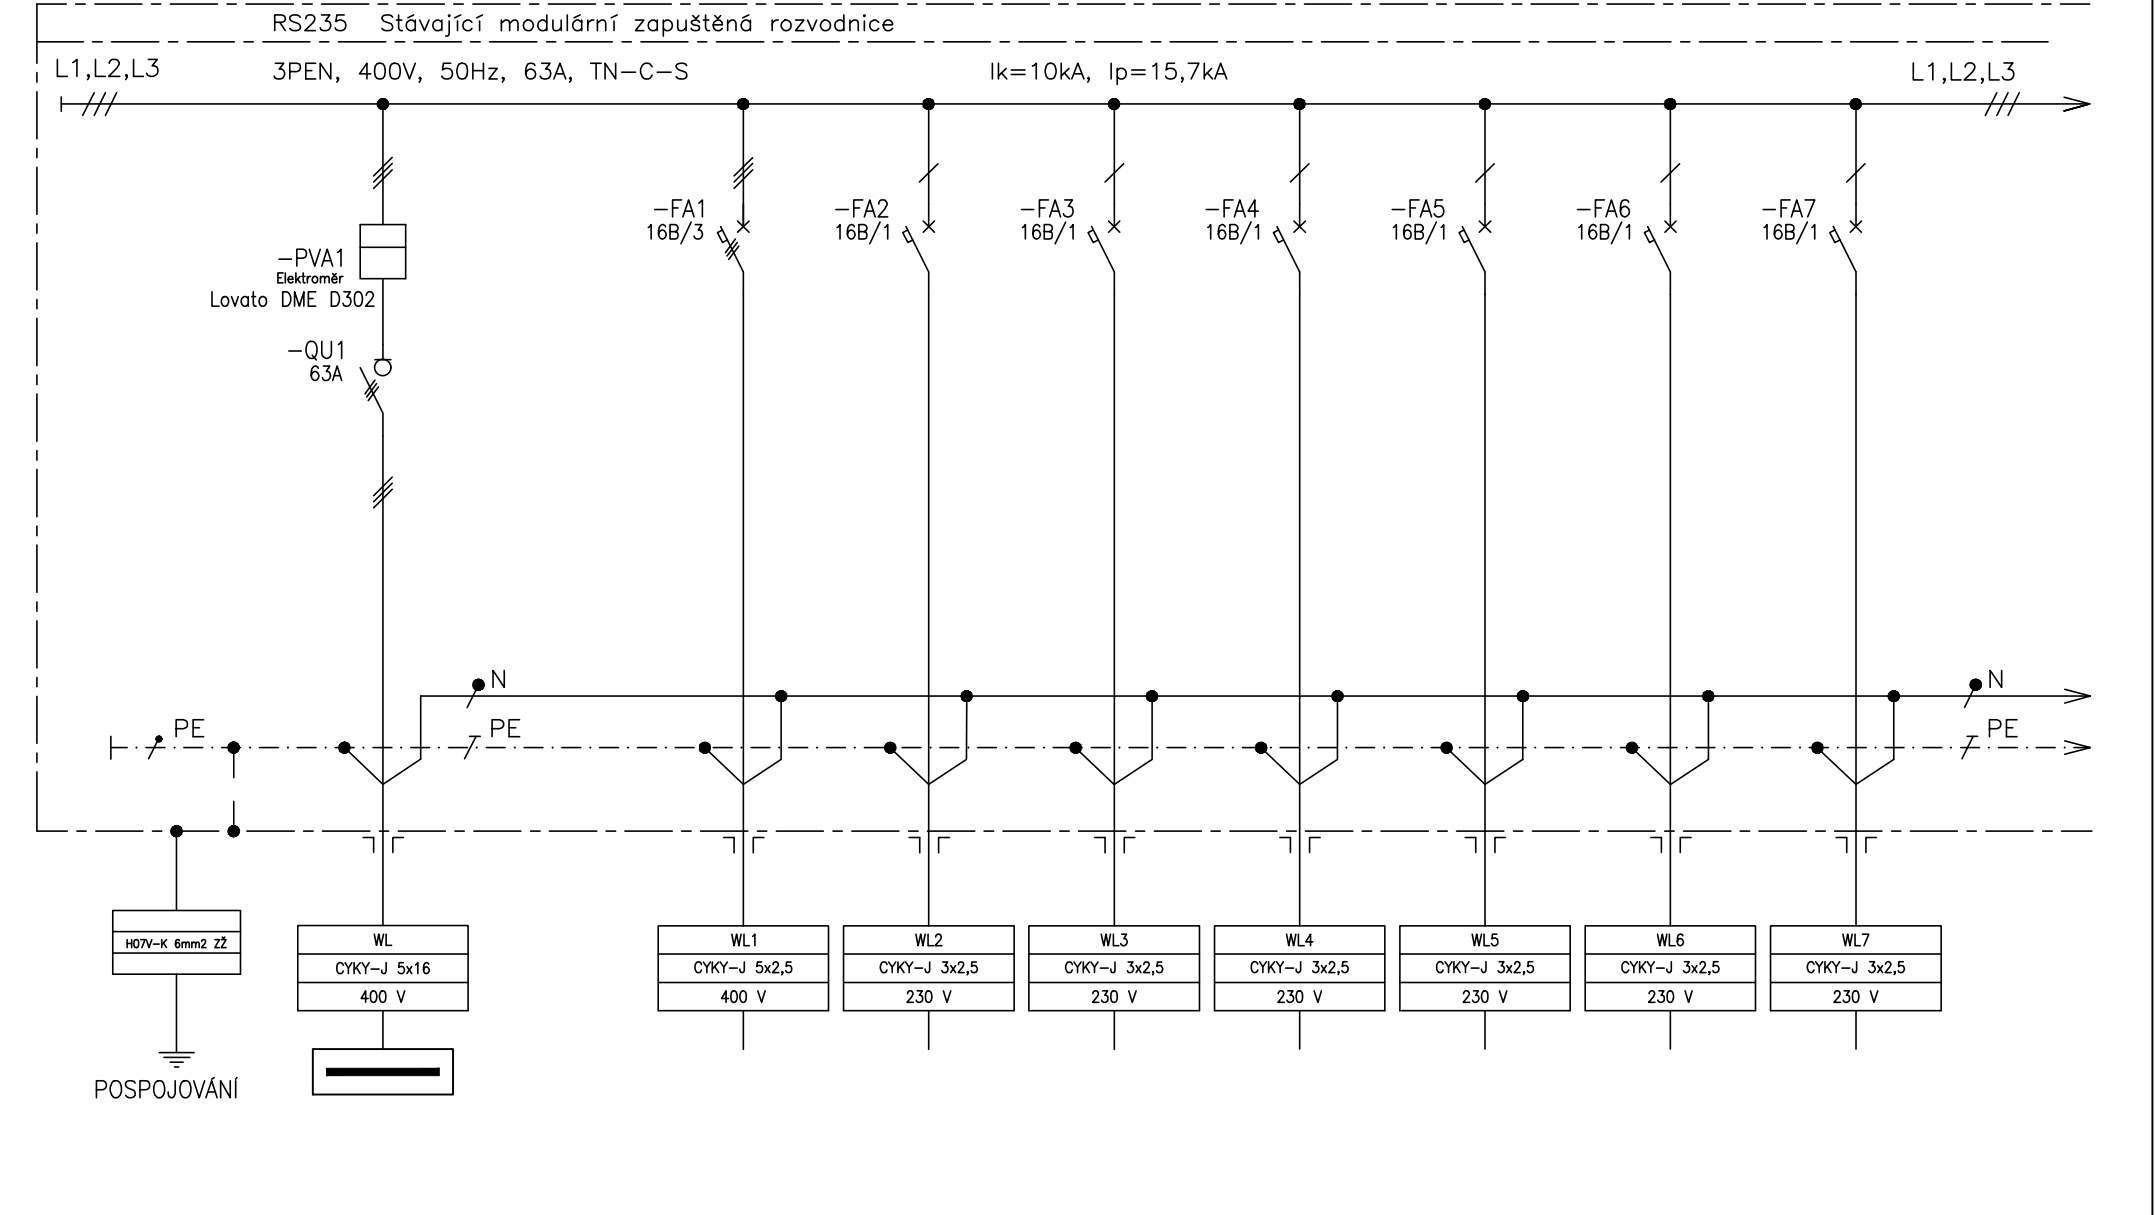 RS235 Stávající modulární zapuštěná rozvodnice
L1,L2,L3 3PEN, 400V, 50Hz, 63A, TN-C-S Ik=10kA, Ip=15,7kA L1,L2,L3
-FA1 -FA2 -FA3 -FA4 -FA5 -FA6 -FA7
16B/3 16B/1 16B/1 16B/1 16B/1 16B/1 16B/1
-PVA1
Elektroměr
Lovato DME D302
-QU1
63A
N N
PE PE PE
WL WL1 WL2 WL3 WL4 WL5 WL6 WL7
H07V-K 6mm2 ZŽ
CYKY-J 5x16 CYKY-J 5x2,5 CYKY-J 3x2,5 CYKY-J 3x2,5 CYKY-J 3x2,5 CYKY-J 3x2,5 CYKY-J 3x2,5 CYKY-J 3x2,5
400 V 400 V 230 V 230 V 230 V 230 V 230 V 230 V
POSPOJOVÁNÍ